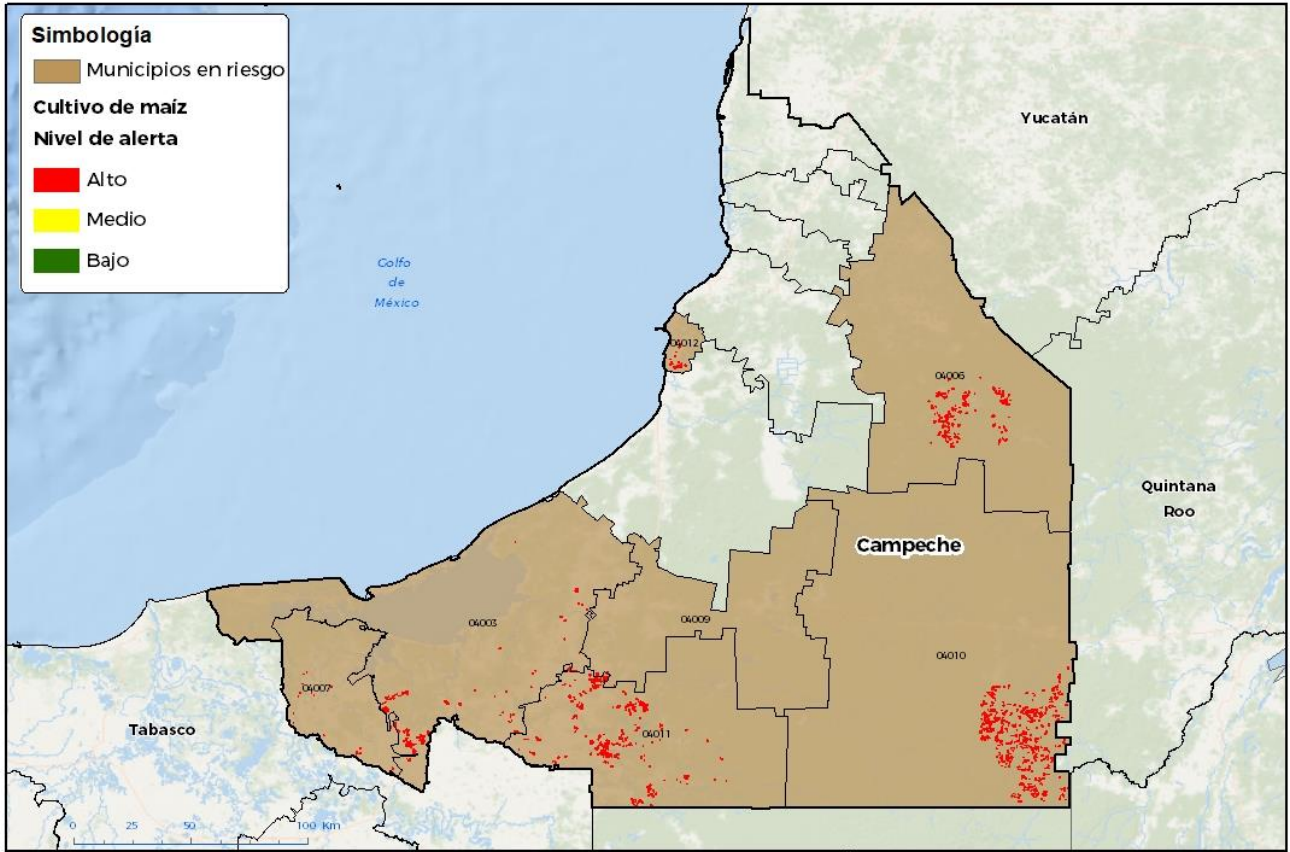 Simbología
Municipios en riesgo
Cultivo de maíz
Nivel de alerta
Alto
Medio
Bajo
Yucatán
Golfo
de
México
04012
04006
Quintana
Roo
Campeche
04003
04009
04010
04007
04011
Tabasco
0 25 50 100 Km